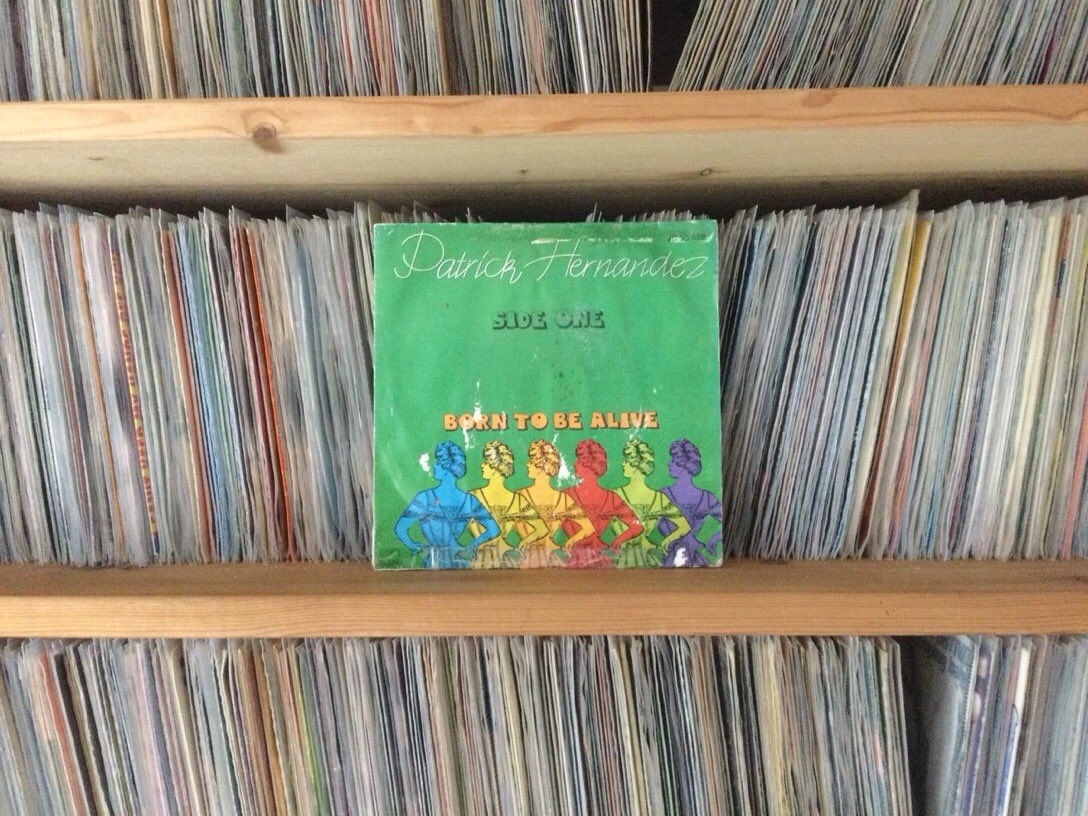 Patrick Hernandez
SIDE ONE
BORN TO BE ALIVE